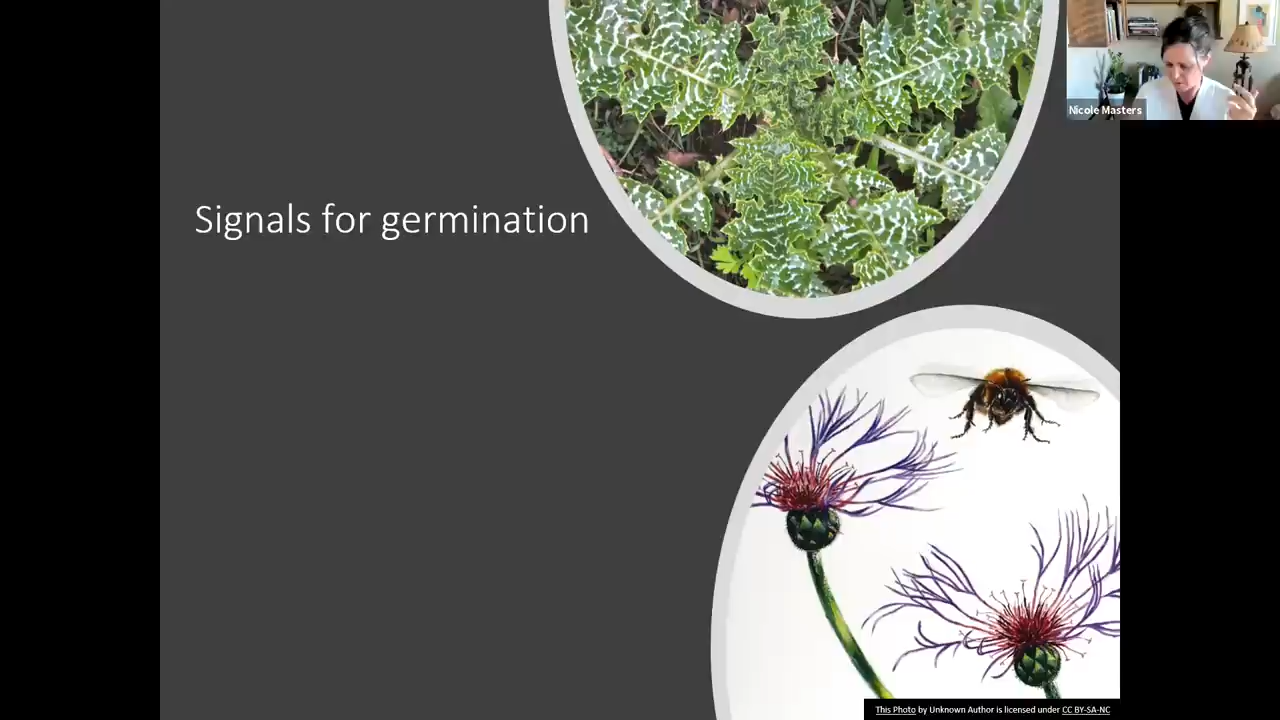 Nicole Masters
Signals for germination
This Photo by Unknown Author is licensed under CC BY-SA-NC